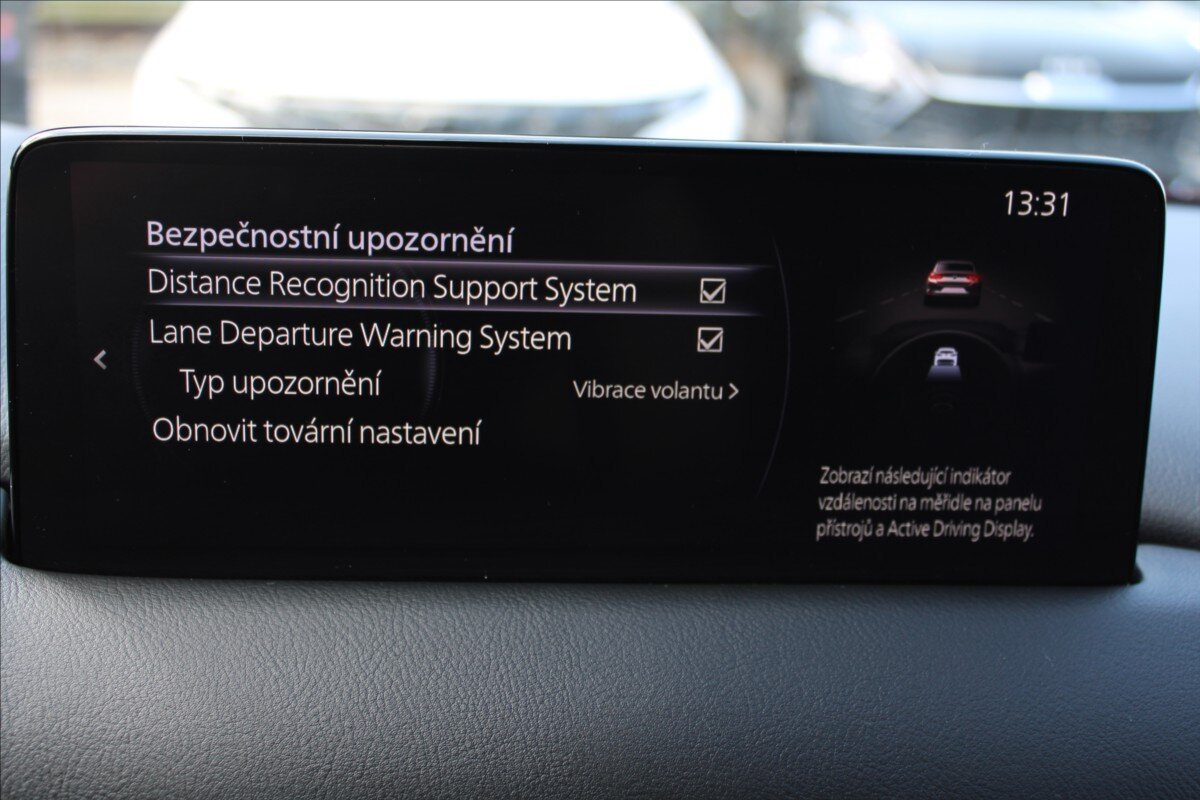 13:31
Bezpečnostní upozornění
Distance Recognition Support System
Lane Departure Warning System
Typ upozornění Vibrace volantu >
Obnovit tovární nastavení
Zobrazí následující indikátor
vzdálenosti na měřidle na panelu
přístrojů a Active Driving Display.